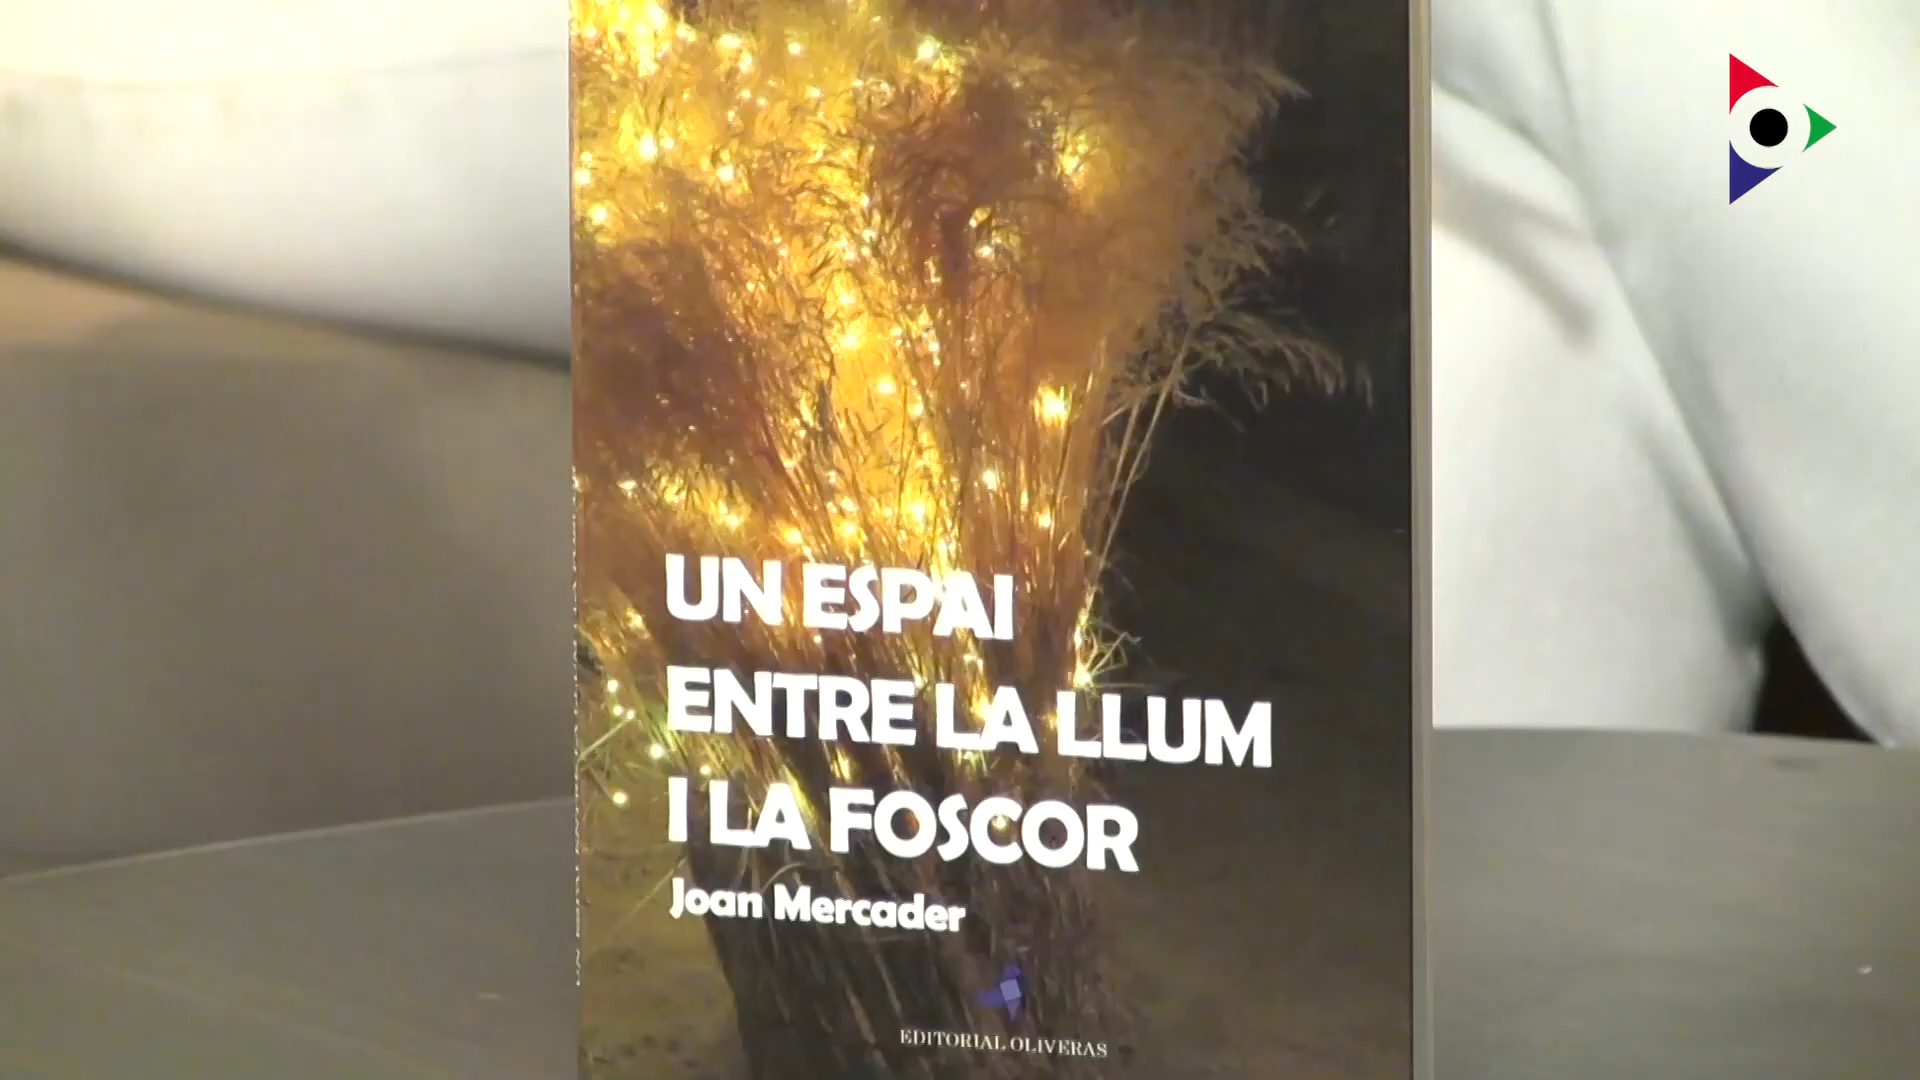 UN ESPAI
ENTRE LA LLUM
I LA FOSCOR
Joan Mercader
EDITORIAL OLIVERAS